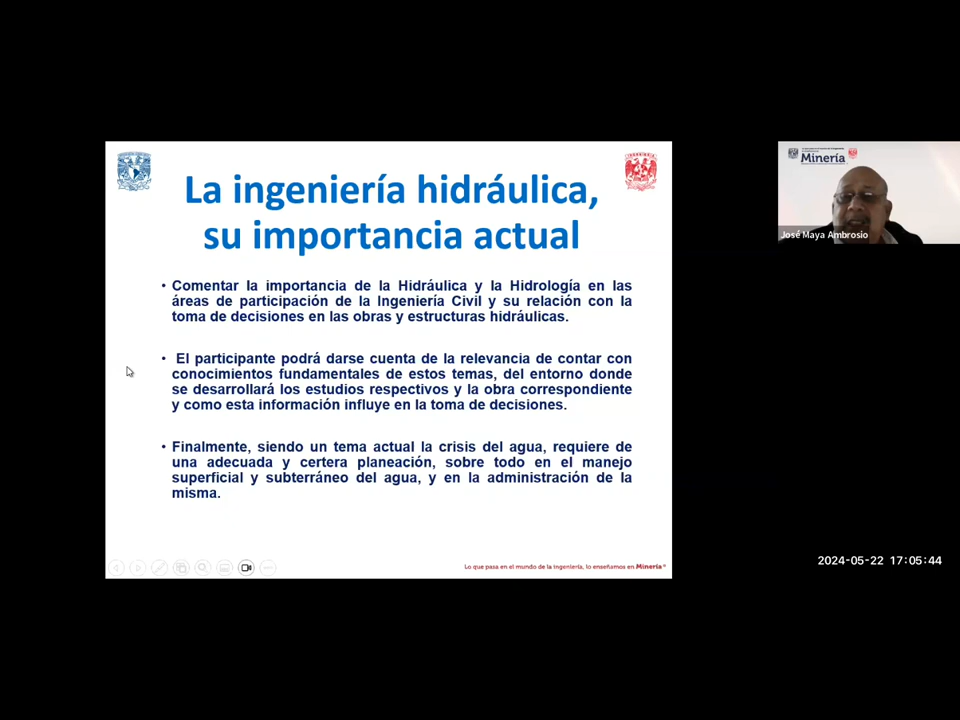 La ingeniería hidráulica,
su importancia actual
• Comentar la importancia de la Hidráulica y la Hidrología en las
áreas de participación de la Ingeniería Civil y su relación con la
toma de decisiones en las obras y estructuras hidráulicas.
• El participante podrá darse cuenta de la relevancia de contar con
conocimientos fundamentales de estos temas, del entorno donde
se desarrollará los estudios respectivos y la obra correspondiente
y como esta información influye en la toma de decisiones.
• Finalmente, siendo un tema actual la crisis del agua, requiere de
una adecuada y certera planeación, sobre todo en el manejo
superficial y subterráneo del agua, y en la administración de la
misma.
Lo que pasa en el mundo de la Ingeniería, lo enseñamos en Minería®
Minería
José Maya Ambrosio
2024-05-22 17:05:44